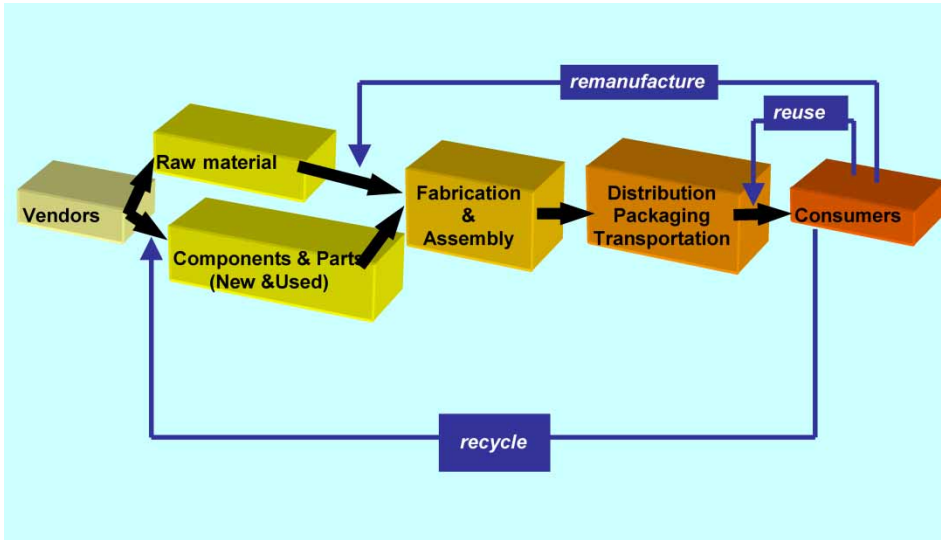 remanufacture
reuse
Raw material
Vendors
Components & Parts
(New &Used)
Fabrication
&
Assembly
Distribution
Packaging
Transportation
Consumers
recycle